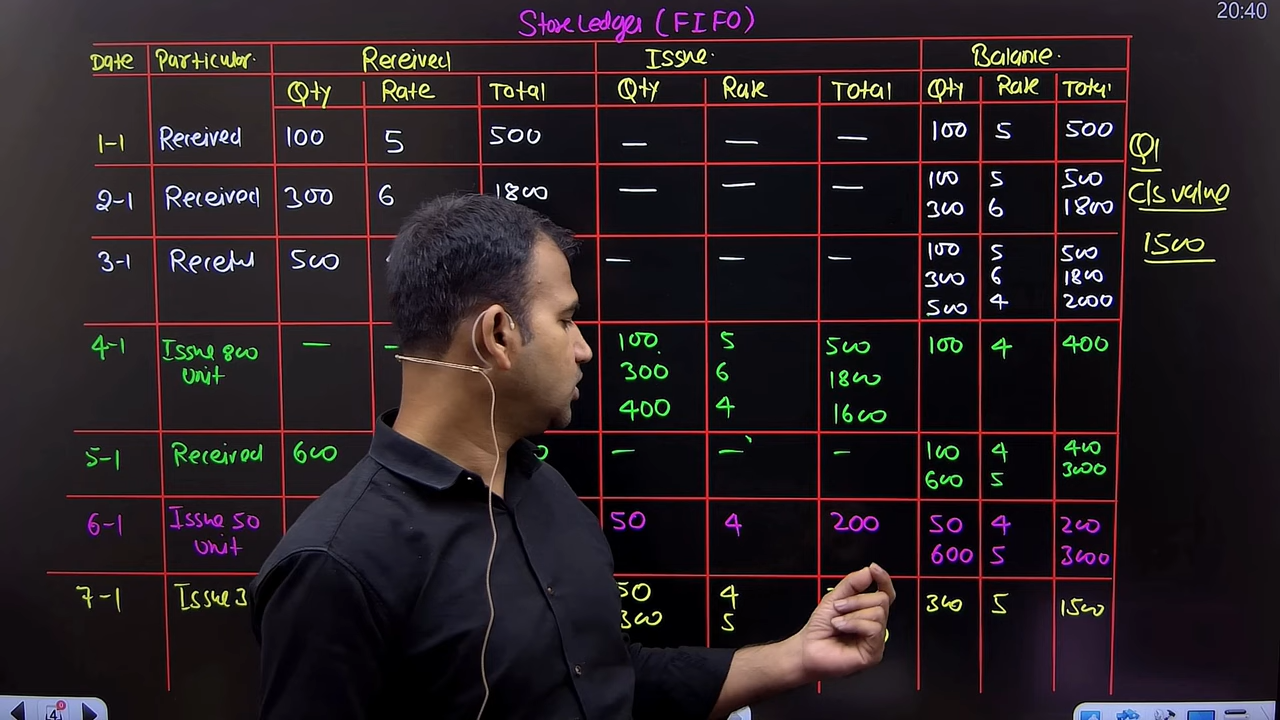 20:40
Store Ledger (FIFO)
Date Particular. Received Issue. Balance.
Qty Rate Total Qty Rate Total Qty Rate Total
1-1 Received 100 5 500 — — — 100 5 500
Q1
2-1 Received 300 6 1800 — — — 100 5 500
300 6 1800
C/s value
3-1 500 — — — 100 5 500
300 6 1800
500 4 2000
1500
4-1 Issue 800 — - 100 5 500 100 4 400
Unit 300 6 1800
400 4 1600
5-1 Received 600 — — — 100 4 400
600 5 3000
6-1 Issue 50 50 4 200 50 4 200
Unit 600 5 3000
7-1 Issue 3 50 4 300 5 1500
300 5
4